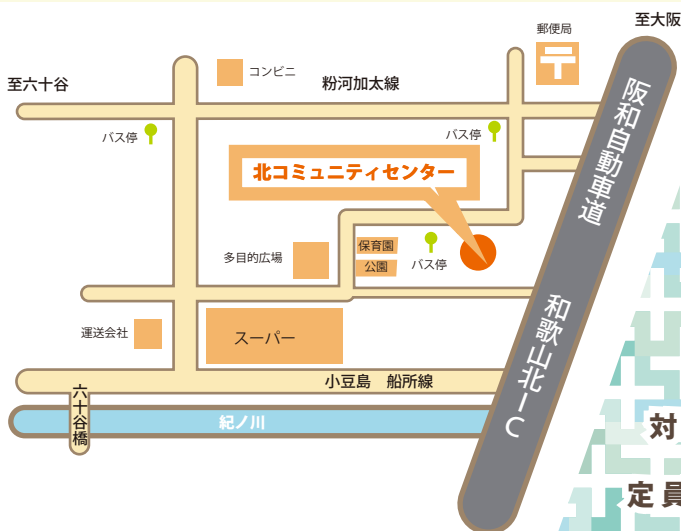 至大阪
郵便局
コンビニ
至六十谷
粉河加太線
バス停
バス停
阪和自動車道
北コミュニティセンター
保育園
多目的広場
公園
バス停
和歌山北IC
運送会社
スーパー
小豆島 船所線
六十谷橋
紀ノ川
対
定員